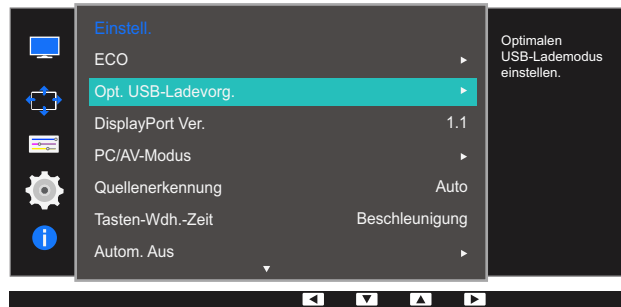 Einstell.
ECO
Opt. USB-Ladevorg.
DisplayPort Ver. 1.1
PC/AV-Modus
Quellenerkennung Auto
Tasten-Wdh.-Zeit Beschleunigung
Autom. Aus
Optimalen
USB-Lademodus
einstellen.